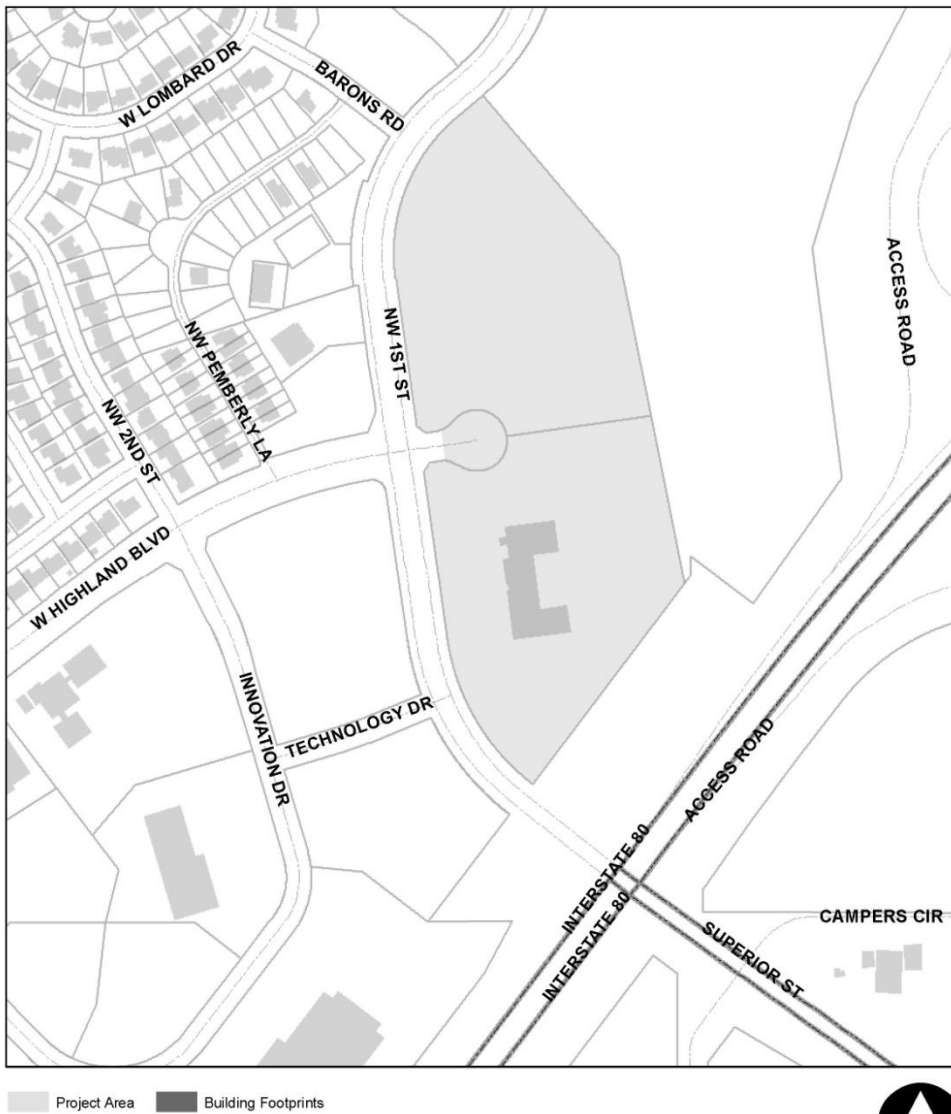 W LOMBARD DR
BARONS RD
ACCESS ROAD
NW 1ST ST
NW PEMBERLY LA
NW 2ND ST
W HIGHLAND BLVD
INNOVATION DR
TECHNOLOGY DR
ACCESS ROAD
INTERSTATE 80
INTERSTATE 80
SUPERIOR ST
CAMPERS CIR
Project Area
Building Footprints